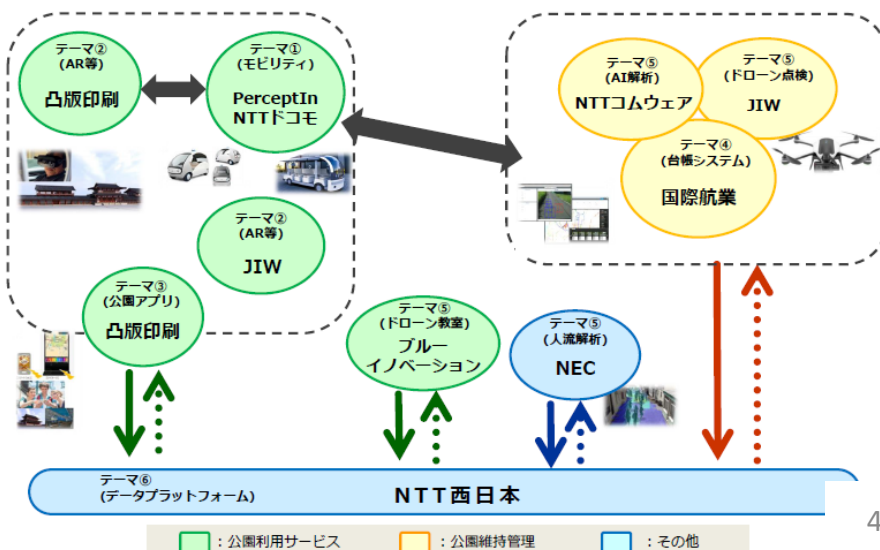 テーマ②
(AR等)
凸版印刷
テーマ①
(モビリティ)
PerceptIn
NTTドコモ
テーマ②
(AR等)
JIW
テーマ③
(公園アプリ)
凸版印刷
テーマ⑤
(AI解析)
NTTコムウェア
テーマ⑤
(ドローン点検)
JIW
テーマ④
(台帳システム)
国際航業
テーマ⑤
(ドローン教室)
ブルー
イノベーション
テーマ⑤
(人流解析)
NEC
テーマ⑥
(データプラットフォーム)
NTT西日本
：公園利用サービス
：公園維持管理
：その他
4